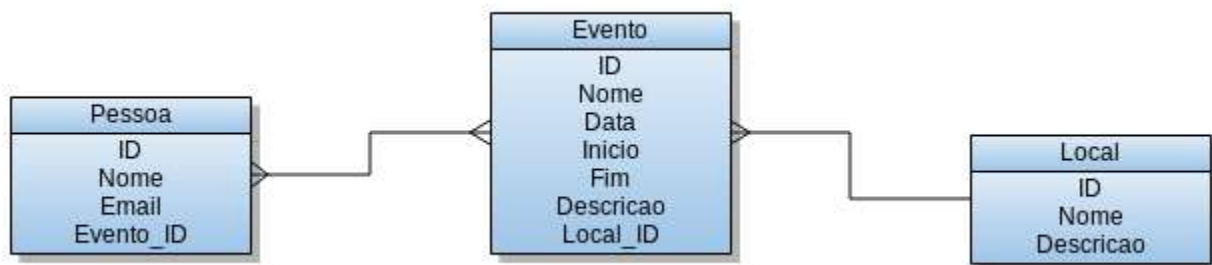 Pessoa
ID
Nome
Email
Evento_ID
Evento
ID
Nome
Data
Inicio
Fim
Descricao
Local_ID
Local
ID
Nome
Descricao